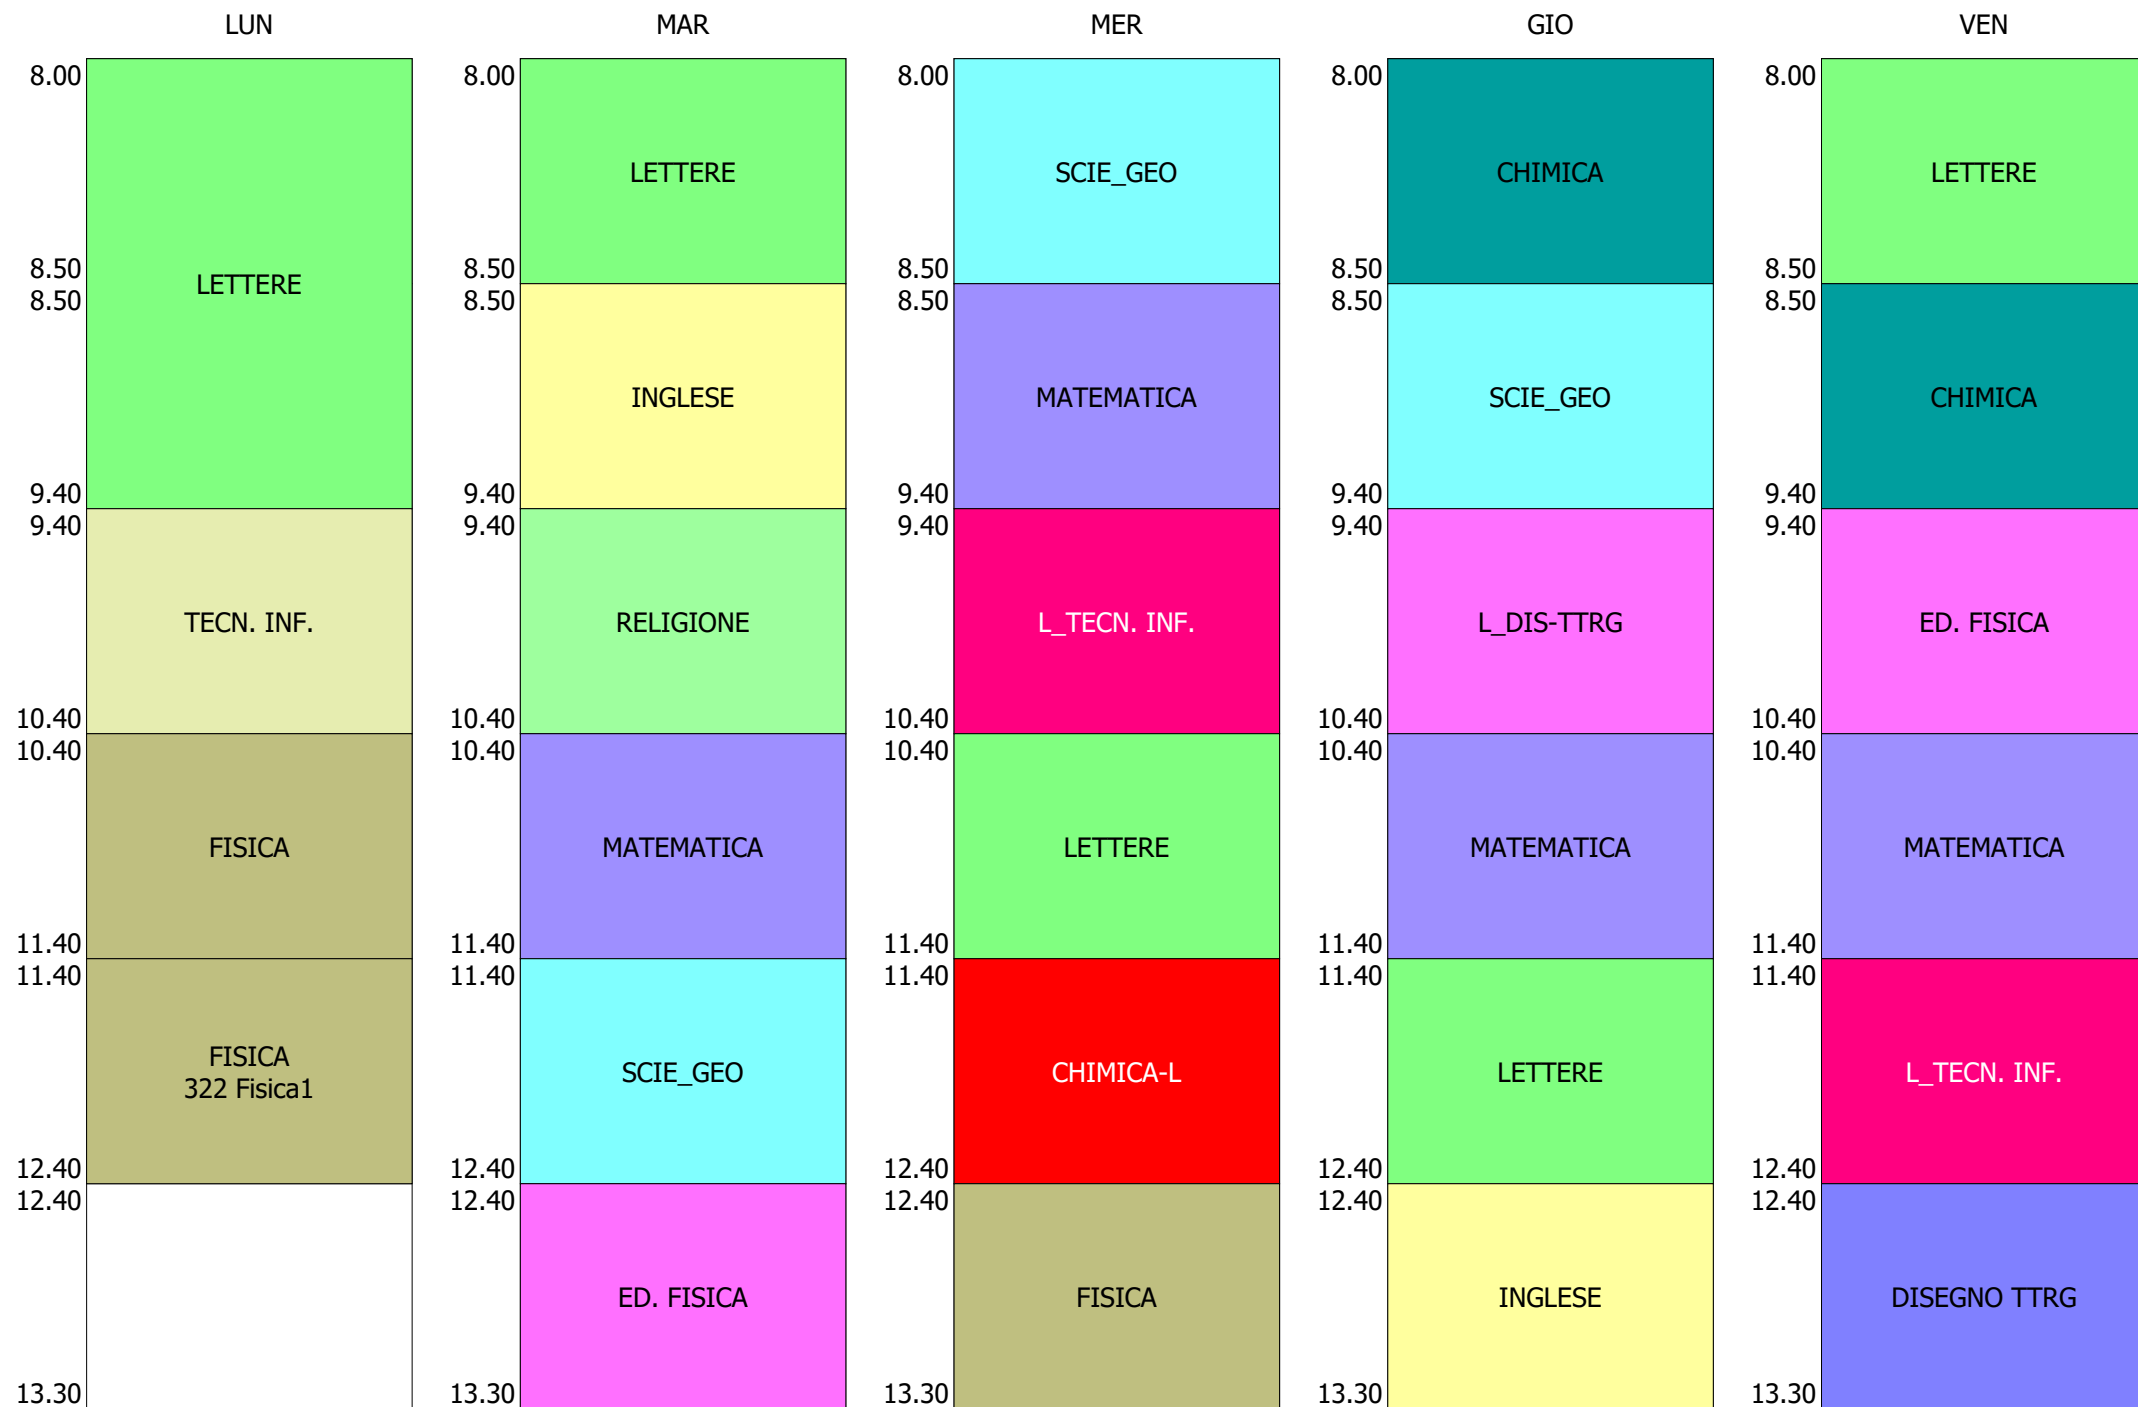 LUN MAR MER GIO VEN
8.00 8.00 8.00 8.00 8.00
LETTERE SCIE_GEO CHIMICA LETTERE
8.50 8.50 8.50 8.50 8.50
LETTERE
8.50 8.50 8.50 8.50 8.50
INGLESE MATEMATICA SCIE_GEO CHIMICA
9.40 9.40 9.40 9.40 9.40
9.40 9.40 9.40 9.40 9.40
TECN. INF. RELIGIONE L_TECN. INF. L_DIS-TTRG ED. FISICA
10.40 10.40 10.40 10.40 10.40
10.40 10.40 10.40 10.40 10.40
FISICA MATEMATICA LETTERE MATEMATICA MATEMATICA
11.40 11.40 11.40 11.40 11.40
11.40 11.40 11.40 11.40 11.40
FISICA
322 Fisica1 SCIE_GEO CHIMICA-L LETTERE L_TECN. INF.
12.40 12.40 12.40 12.40 12.40
12.40 12.40 12.40 12.40 12.40
ED. FISICA FISICA INGLESE DISEGNO TTRG
13.30 13.30 13.30 13.30 13.30